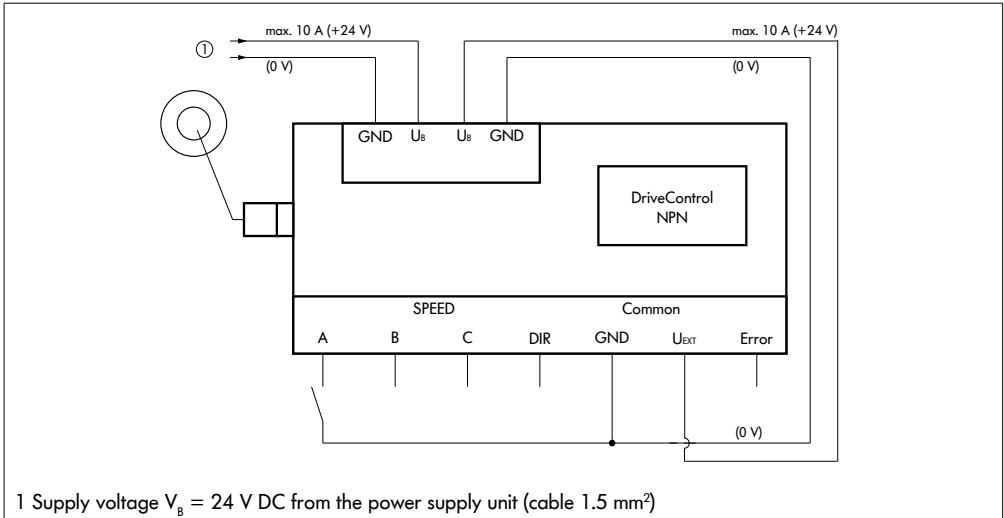 max. 10 A (+24 V)
max. 10 A (+24 V)
①
(0 V)
(0 V)
GND UB UB GND
DriveControl
NPN
SPEED Common
A B C DIR GND UEXT Error
(0 V)
1 Supply voltage VB = 24 V DC from the power supply unit (cable 1.5 mm²)